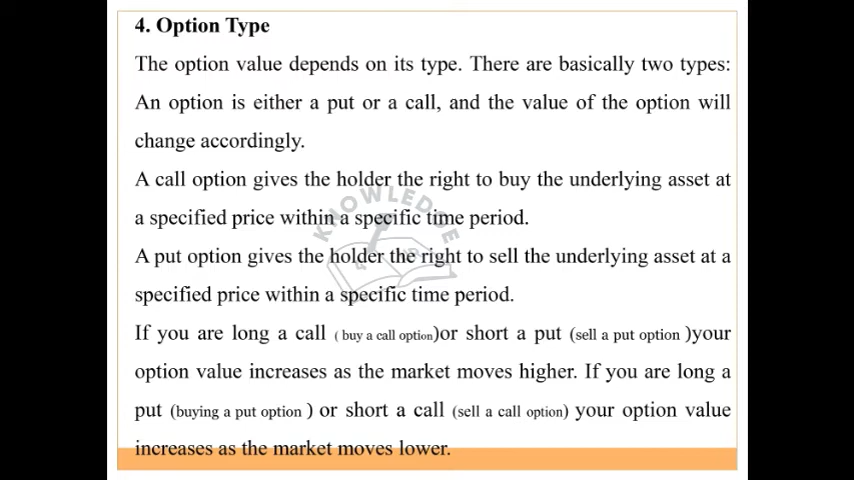 4. Option Type
The option value depends on its type. There are basically two types:
An option is either a put or a call, and the value of the option will
change accordingly.
A call option gives the holder the right to buy the underlying asset at
a specified price within a specific time period.
KNOWLEDGE
A put option gives the holder the right to sell the underlying asset at a
specified price within a specific time period.
If you are long a call ( buy a call option)or short a put (sell a put option )your
option value increases as the market moves higher. If you are long a
put (buying a put option ) or short a call (sell a call option) your option value
increases as the market moves lower.